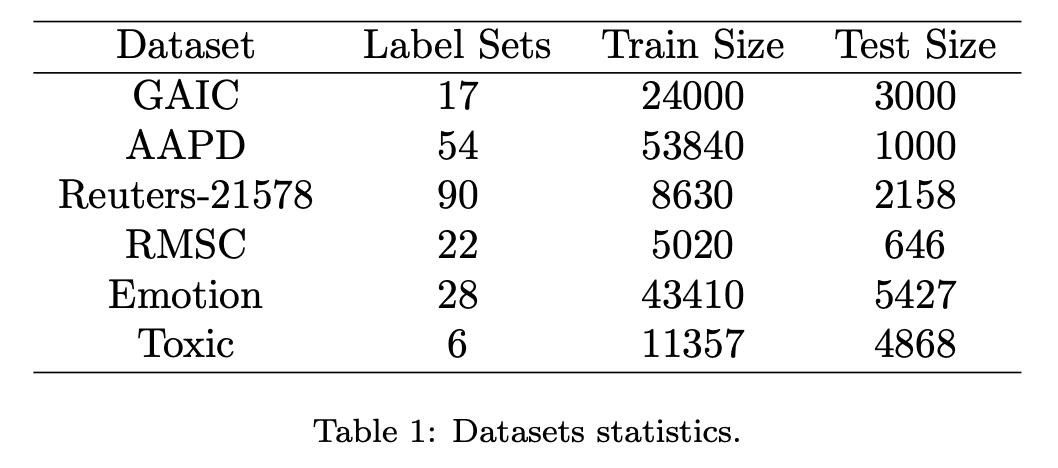 Dataset Label Sets Train Size Test Size
GAIC 17 24000 3000
AAPD 54 53840 1000
Reuters-21578 90 8630 2158
RMSC 22 5020 646
Emotion 28 43410 5427
Toxic 6 11357 4868
Table 1: Datasets statistics.